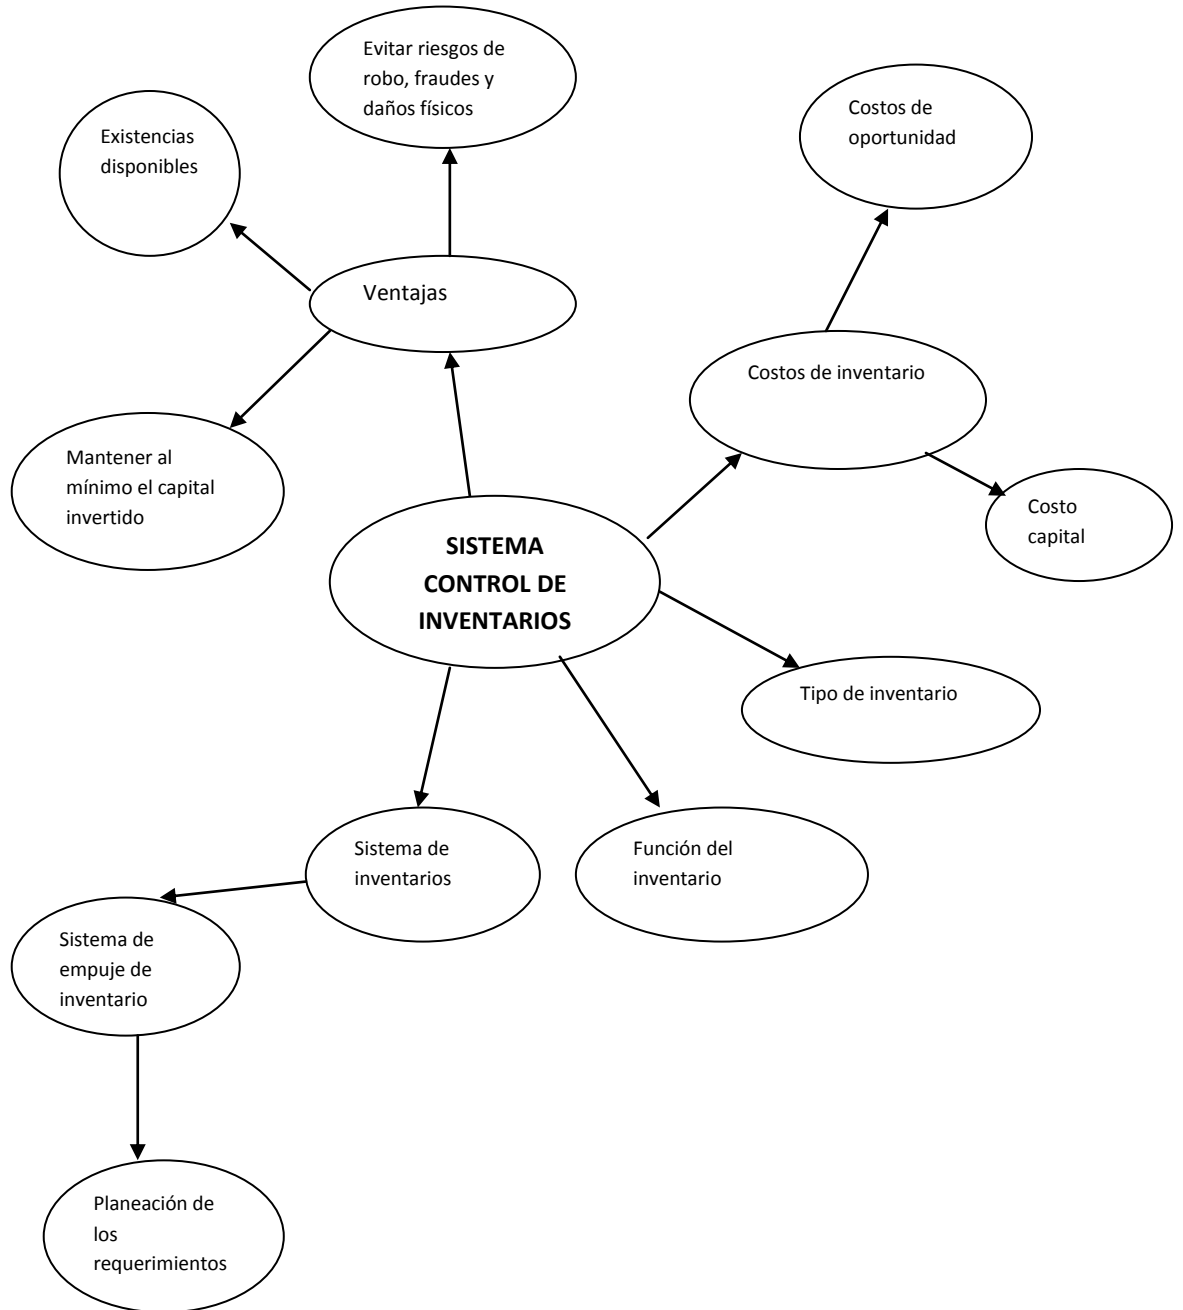 Evitar riesgos de
robo, fraudes y
daños físicos
Costos de
oportunidad
Existencias
disponibles
Ventajas
Costos de inventario
Mantener al
mínimo el capital
invertido
Costo
capital
SISTEMA
CONTROL DE
INVENTARIOS
Tipo de inventario
Sistema de
inventarios
Función del
inventario
Sistema de
empuje de
inventario
Planeación de
los
requerimientos